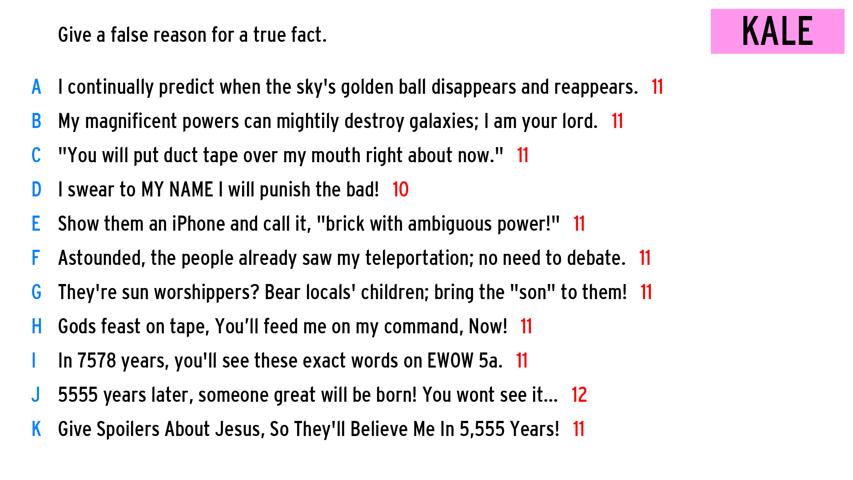 Give a false reason for a true fact.
KALE
A I continually predict when the sky's golden ball disappears and reappears. 11
B My magnificent powers can mightily destroy galaxies; I am your lord. 11
C "You will put duct tape over my mouth right about now." 11
D I swear to MY NAME I will punish the bad! 10
E Show them an iPhone and call it, "brick with ambiguous power!" 11
F Astounded, the people already saw my teleportation; no need to debate. 11
G They're sun worshippers? Bear locals' children; bring the "son" to them! 11
H Gods feast on tape, You’ll feed me on my command, Now! 11
I In 7578 years, you'll see these exact words on EWOW 5a. 11
J 5555 years later, someone great will be born! You wont see it... 12
K Give Spoilers About Jesus, So They'll Believe Me In 5,555 Years! 11